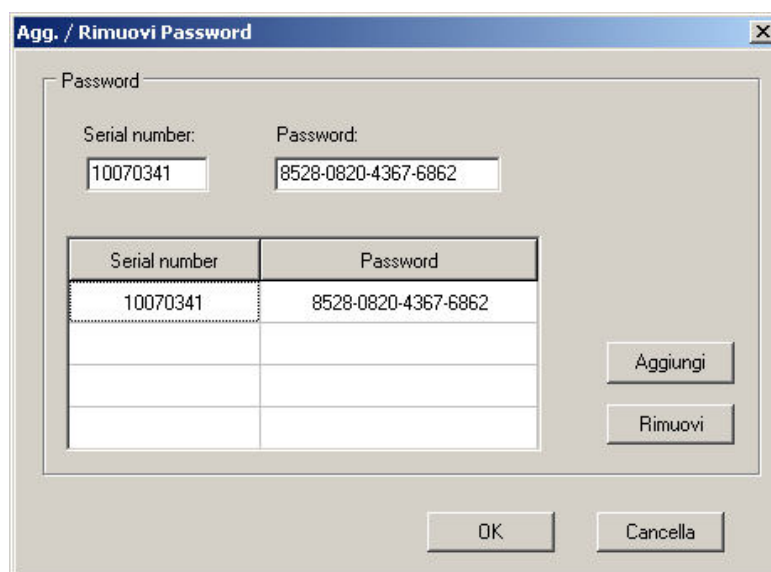 Agg. / Rimuovi Password
Password
Serial number: Password:
10070341 8528-0820-4367-6862
Serial number Password
10070341 8528-0820-4367-6862
Aggiungi
Rimuovi
OK Cancella